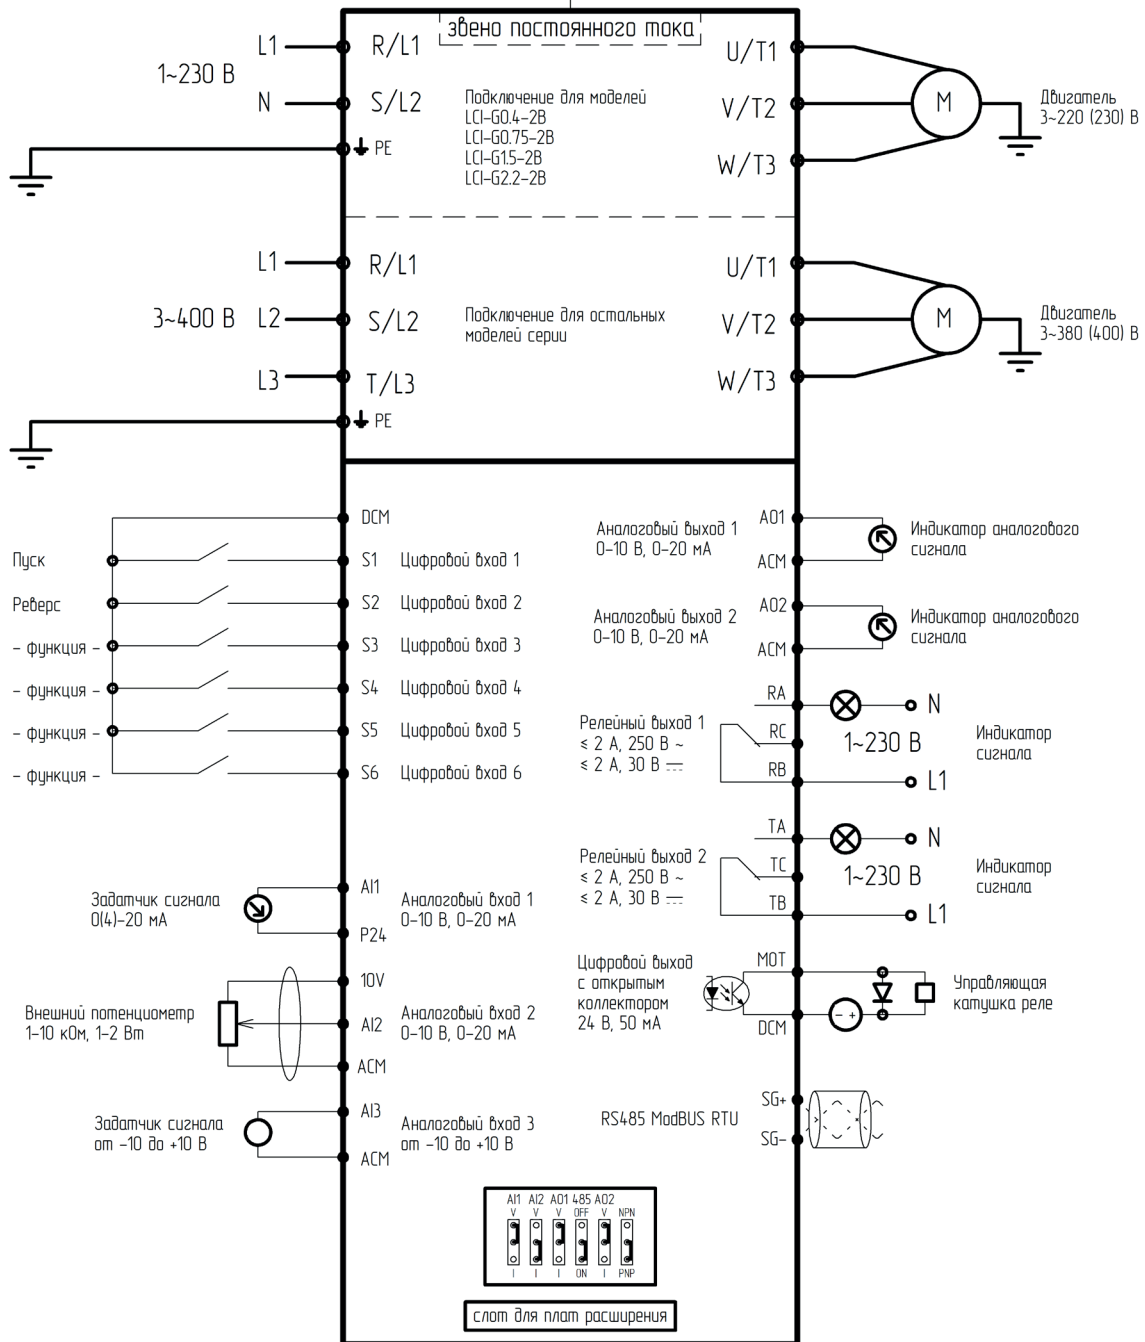 звено постоянного тока
L1
R/L1
U/T1
1~230 В
N
S/L2
V/T2
PE
W/T3
Подключение для моделей
LCI-G0.4-2B
LCI-G0.75-2B
LCI-G1.5-2B
LCI-G2.2-2B
M
Двигатель
3~220 (230) В
L1
R/L1
U/T1
3~400 В
L2
S/L2
V/T2
L3
T/L3
W/T3
PE
Подключение для остальных
моделей серии
M
Двигатель
3~380 (400) В
DCM
Пуск
S1 Цифровой вход 1
Реверс
S2 Цифровой вход 2
- функция -
S3 Цифровой вход 3
- функция -
S4 Цифровой вход 4
- функция -
S5 Цифровой вход 5
- функция -
S6 Цифровой вход 6
Задатчик сигнала
0(4)-20 мА
AI1
P24
Аналоговый вход 1
0-10 В, 0-20 мА
Внешний потенциометр
1-10 кОм, 1-2 Вт
10V
AI2
ACM
Аналоговый вход 2
0-10 В, 0-20 мА
Задатчик сигнала
от -10 до +10 В
AI3
ACM
Аналоговый вход 3
от -10 до +10 В
Аналоговый выход 1
0-10 В, 0-20 мА
AO1
ACM
Индикатор аналогового
сигнала
Аналоговый выход 2
0-10 В, 0-20 мА
AO2
ACM
Индикатор аналогового
сигнала
Релейный выход 1
≤ 2 А, 250 В ~
≤ 2 А, 30 В ⎓
RA
RC
RB
N
1~230 В
L1
Индикатор
сигнала
Релейный выход 2
≤ 2 А, 250 В ~
≤ 2 А, 30 В ⎓
TA
TC
TB
N
1~230 В
L1
Индикатор
сигнала
Цифровой выход
с открытым
коллектором
24 В, 50 мА
MOT
DCM
- +
Управляющая
катушка реле
RS485 ModBUS RTU
SG+
SG-
AI1 AI2 AO1 485 AO2
V V V OFF V NPN
I I I ON I PNP
слот для плат расширения